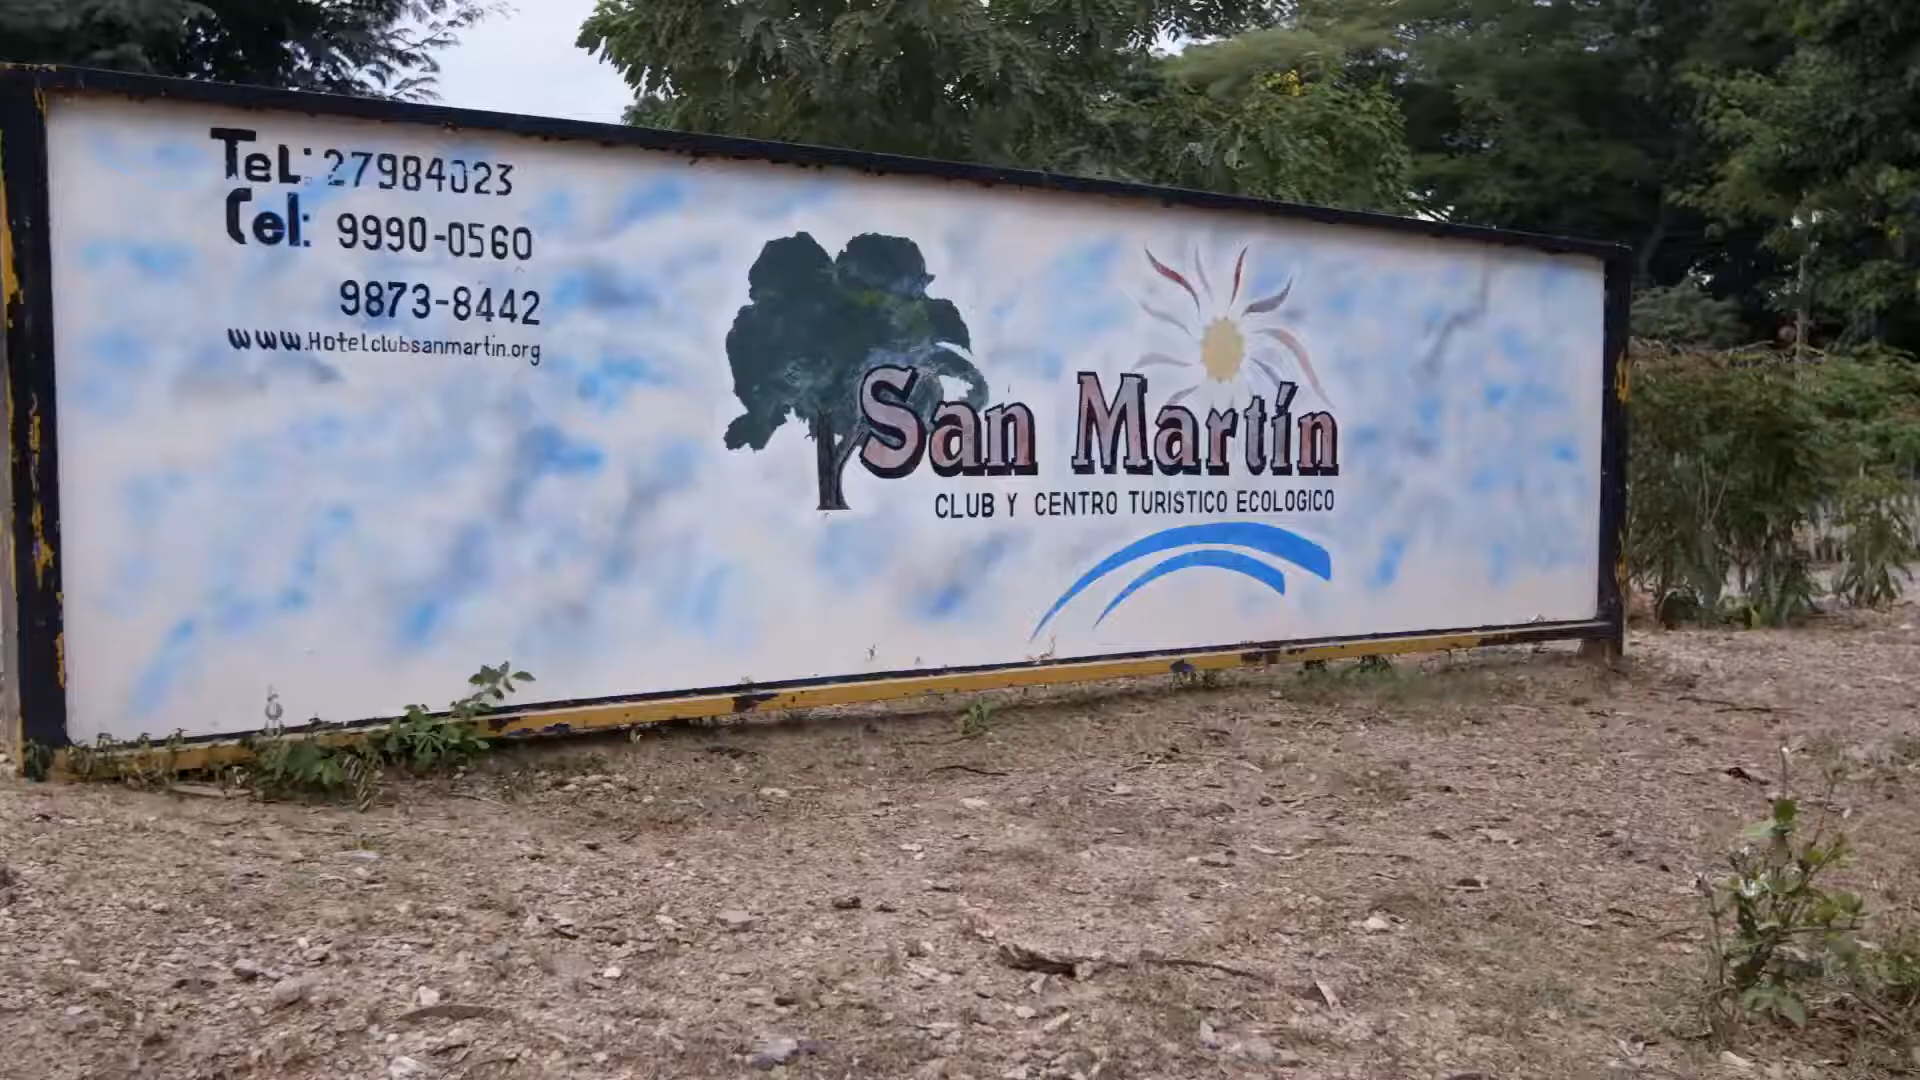 TeL: 27984023
Cel: 9990-0560
9873-8442
www.Hotelclubsanmartin.org
San Martín
CLUB Y CENTRO TURISTICO ECOLOGICO